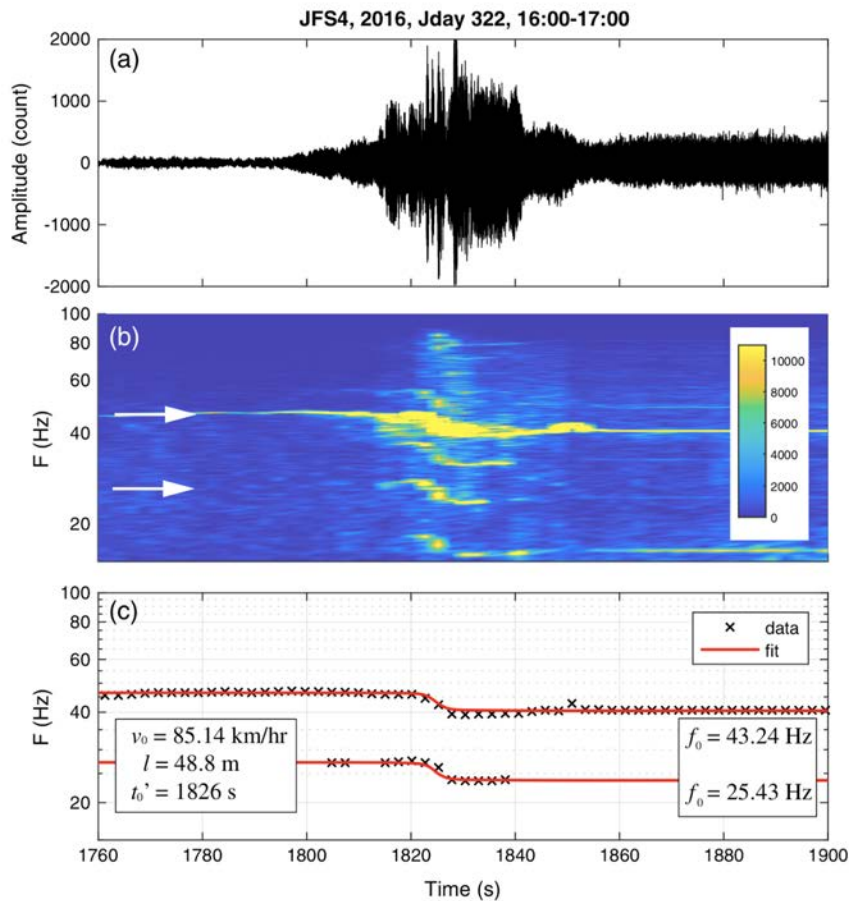 JFS4, 2016, Jday 322, 16:00-17:00
(a)
Amplitude (count)
2000
1000
0
-1000
-2000
(b)
F (Hz)
100
80
60
40
20
10000
8000
6000
4000
2000
0
(c)
F (Hz)
100
80
60
40
20
data
fit
v₀ = 85.14 km/hr
l = 48.8 m
t₀' = 1826 s
f₀ = 43.24 Hz
f₀ = 25.43 Hz
1760 1780 1800 1820 1840 1860 1880 1900
Time (s)